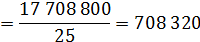 = 17 708 800 / 25 = 708 320